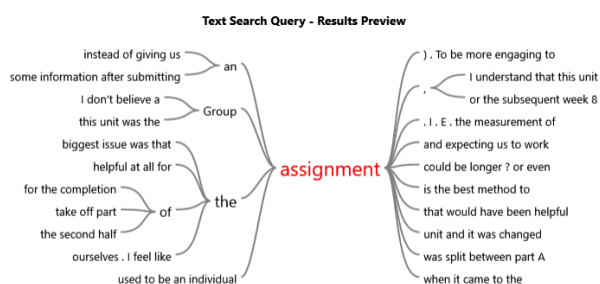 Text Search Query - Results Preview
instead of giving us
some information after submitting
an
I don't believe a
this unit was the
Group
biggest issue was that
helpful at all for
for the completion
take off part
the second half
of
ourselves . I feel like
the
used to be an individual
assignment
) . To be more engaging to
,
I understand that this unit
or the subsequent week 8
. I . E . the measurement of
and expecting us to work
could be longer ? or even
is the best method to
that would have been helpful
unit and it was changed
was split between part A
when it came to the